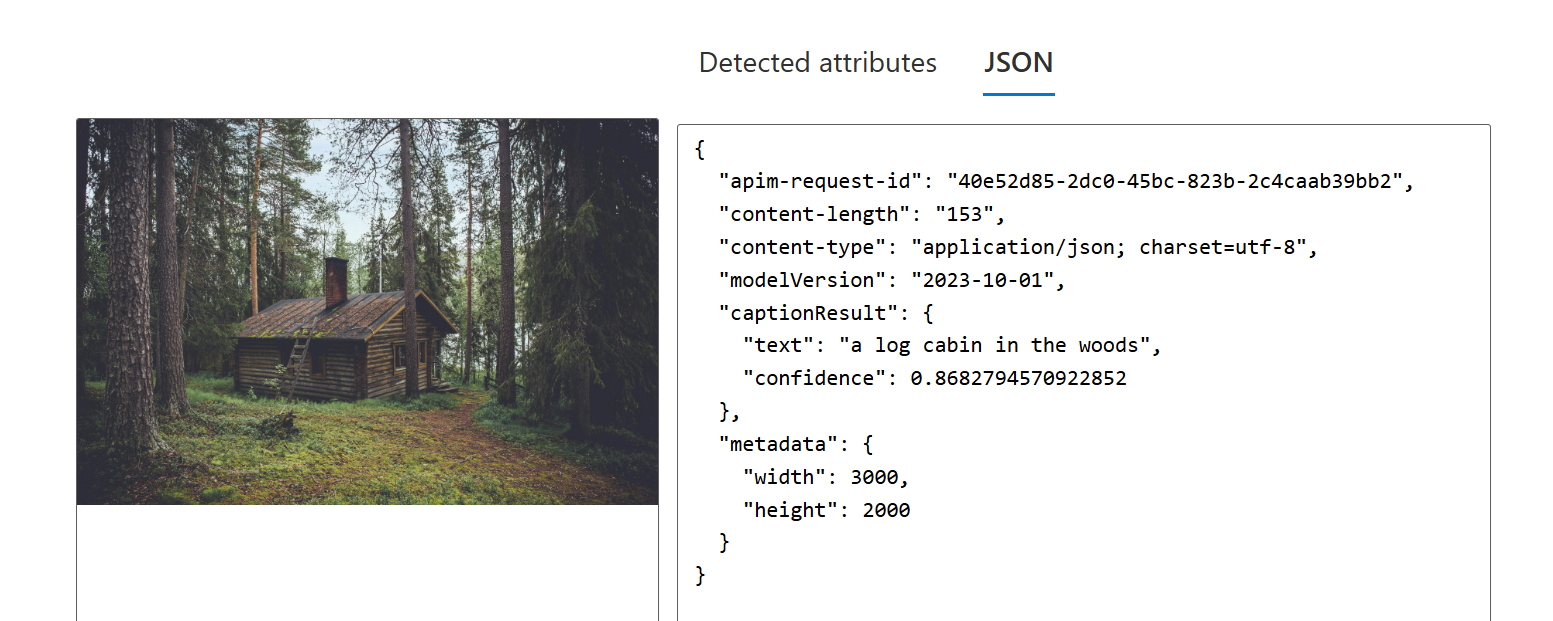 Detected attributes JSON
{
"apim-request-id": "40e52d85-2dc0-45bc-823b-2c4caab39bb2",
"content-length": "153",
"content-type": "application/json; charset=utf-8",
"modelVersion": "2023-10-01",
"captionResult": {
"text": "a log cabin in the woods",
"confidence": 0.8682794570922852
},
"metadata": {
"width": 3000,
"height": 2000
}
}